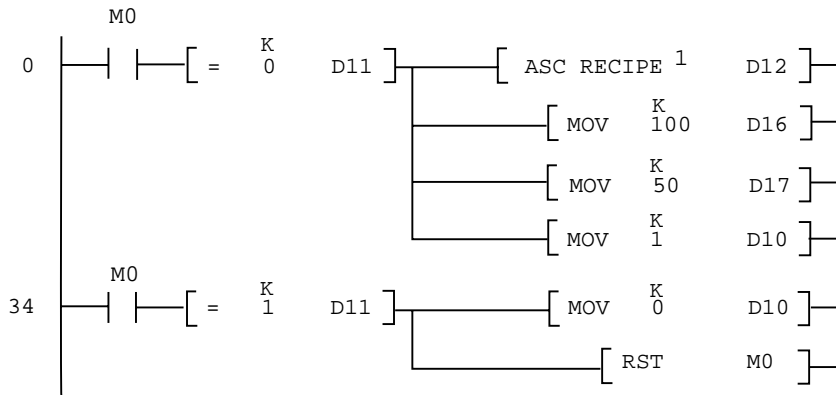 M0
K
0 = 0 D11 ASC RECIPE 1 D12
K
MOV 100 D16
K
MOV 50 D17
K
MOV 1 D10
M0
K K
34 = 1 D11 MOV 0 D10
RST M0